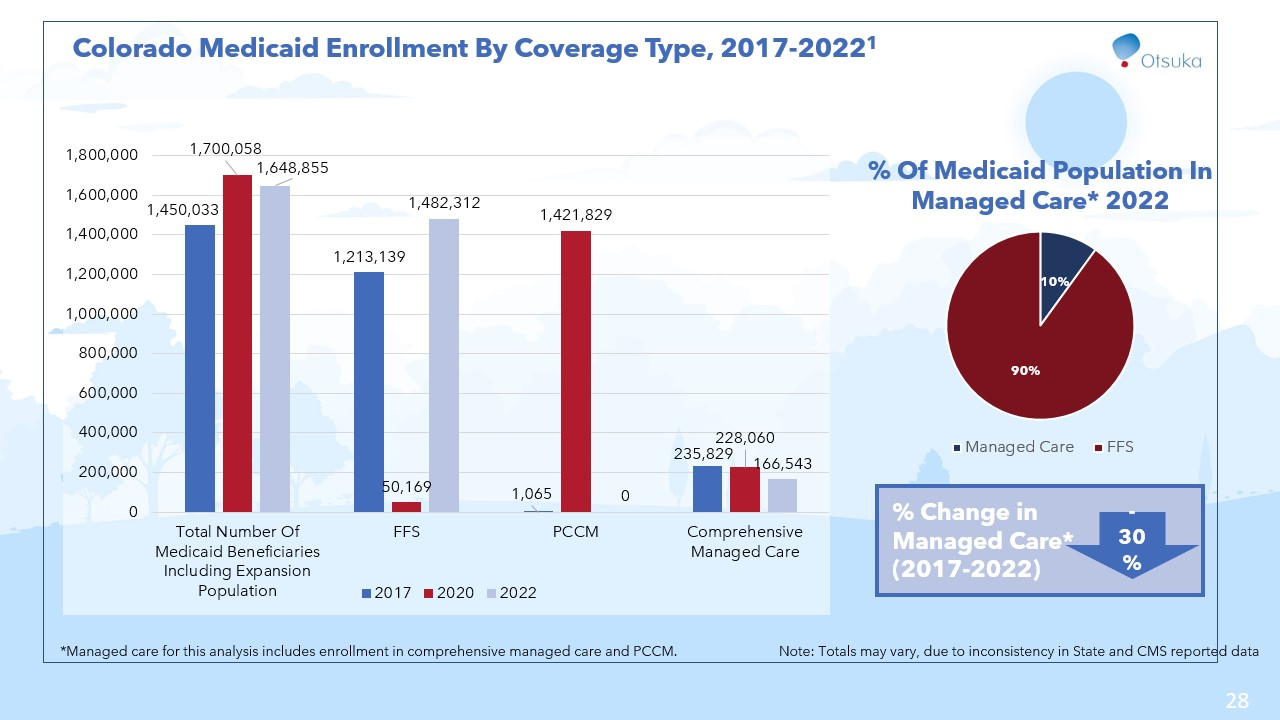 Colorado Medicaid Enrollment By Coverage Type, 2017-2022¹
Otsuka
1,800,000
1,600,000
1,400,000
1,200,000
1,000,000
800,000
600,000
400,000
200,000
0
1,450,033
1,700,058
1,648,855
1,213,139
50,169
1,482,312
1,065
1,421,829
0
235,829
228,060
166,543
Total Number Of
Medicaid Beneficiaries
Including Expansion
Population
FFS
PCCM
Comprehensive
Managed Care
2017 2020 2022
% Of Medicaid Population In
Managed Care* 2022
10%
90%
Managed Care FFS
% Change in
Managed Care*
(2017-2022)
-
30
%
*Managed care for this analysis includes enrollment in comprehensive managed care and PCCM.
Note: Totals may vary, due to inconsistency in State and CMS reported data
28